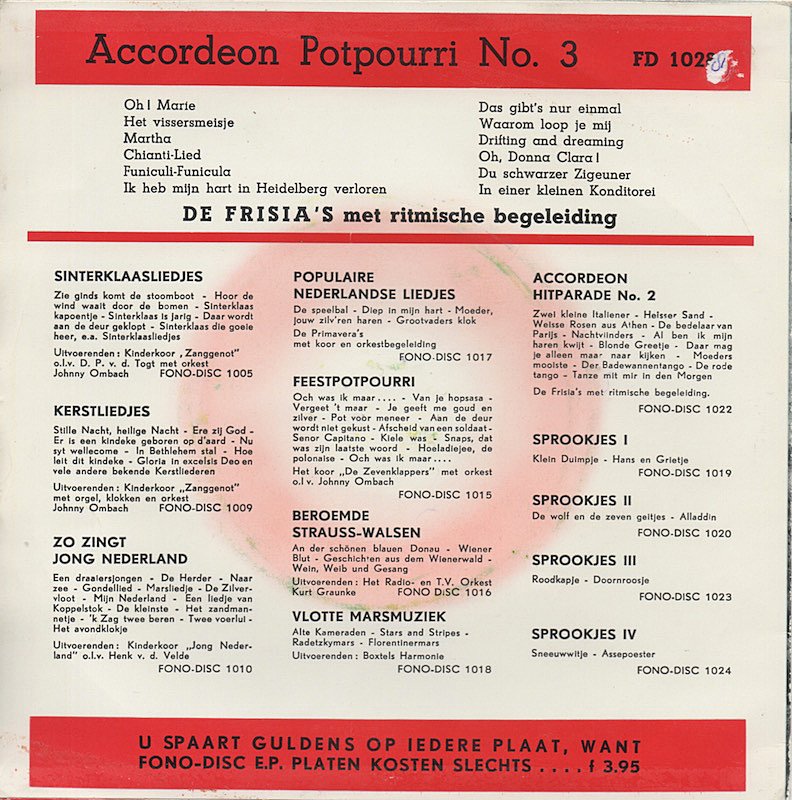 Accordeon Potpourri No. 3
FD 102
Oh! Marie
Het vissersmeisje
Martha
Chianti-Lied
Funiculi-Funicula
Ik heb mijn hart in Heidelberg verloren
Das gibt's nur einmal
Waarom loop je mij
Drifting and dreaming
Oh, Donna Clara!
Du schwarzer Zigeuner
In einer kleinen Konditorei
DE FRISIA'S met ritmische begeleiding
SINTERKLAASLIEDJES
Zie ginds komt de stoomboot - Hoor de
wind waait door de bomen - Sinterklaas
kapoentje - Sinterklaas is jarig - Daar wordt
aan de deur geklopt - Sinterklaas die goeie
heer, e.a. Sinterklaasliedjes
Uitvoerenden: Kinderkoor „Zanggenot"
o.l.v. D. P. v. d. Togt met orkest
Johnny Ombach FONO-DISC 1005
KERSTLIEDJES
Stille Nacht, heilige Nacht - Ere zij God -
Er is een kindeke geboren op d'aard - Nu
syt wellecome - In Bethlehem stal - Hoe
leit dit kindeke - Gloria in excelsis Deo en
vele andere bekende Kerstliederen
Uitvoerenden: Kinderkoor „Zanggenot"
met orgel, klokken en orkest
Johnny Ombach FONO-DISC 1009
ZO ZINGT
JONG NEDERLAND
Een draaiersjongen - De Herder - Naar
zee - Gondellied - Marsliedje - De Zilver-
vloot - Mijn Nederland - Een liedje van
Koppelstok - De kleinste - Het zandman-
netje - 'k Zag twee beren - Twee voerlui -
Het avondklokje
Uitvoerenden: Kinderkoor „Jong Neder-
land" o.l.v. Henk v. d. Velde
FONO-DISC 1010
POPULAIRE
NEDERLANDSE LIEDJES
De speelbal - Diep in mijn hart - Moeder,
jouw zilv'ren haren - Grootvaders klok
De Primavera's
met koor en orkestbegeleiding
FONO-DISC 1017
FEESTPOTPOURRI
Och was ik maar.... - Van je hopsasa -
Vergeet 't maar - Je geeft me goud en
zilver - Pot voor meneer - Aan de deur
wordt niet gekust - Afscheid van een soldaat -
Senor Capitano - Kiele was 't - Snaps, dat
was zijn laatste woord - Hoeladiejee, de
polonaise - Och was ik maar....
Het koor „De Zevenklappers" met orkest
o.l v. Johnny Ombach
FONO-DISC 1015
BEROEMDE
STRAUSS-WALSEN
An der schönen blauen Donau - Wiener
Blut - Geschichten aus dem Wienerwald -
Wein, Weib und Gesang
Uitvoerenden: Het Radio- en T.V. Orkest
Kurt Graunke FONO DISC 1016
VLOTTE MARSMUZIEK
Alte Kameraden - Stars and Stripes -
Radetzkymars - Florentinermars
Uitvoerenden: Boxtels Harmonie
FONO-DISC 1018
ACCORDEON
HITPARADE No. 2
Zwei kleine Italiener - Heisser Sand -
Weisse Rosen aus Athen - De bedelaar van
Parijs - Nachtvlinders - Al ben ik mijn
haren kwijt - Blonde Greetje - Daar mag
je alleen maar naar kijken - Moeders
mooiste - Der Badewannentango - De rode
tango - Tanze mit mir in den Morgen
De Frisia's met ritmische begeleiding.
FONO-DISC 1022
SPROOKJES I
Klein Duimpje - Hans en Grietje
FONO-DISC 1019
SPROOKJES II
De wolf en de zeven geitjes - Alladdin
FONO-DISC 1020
SPROOKJES III
Roodkapje - Doornroosje
FONO-DISC 1023
SPROOKJES IV
Sneeuwwitje - Assepoester
FONO-DISC 1024
U SPAART GULDENS OP IEDERE PLAAT, WANT
FONO-DISC E.P. PLATEN KOSTEN SLECHTS .... f 3.95